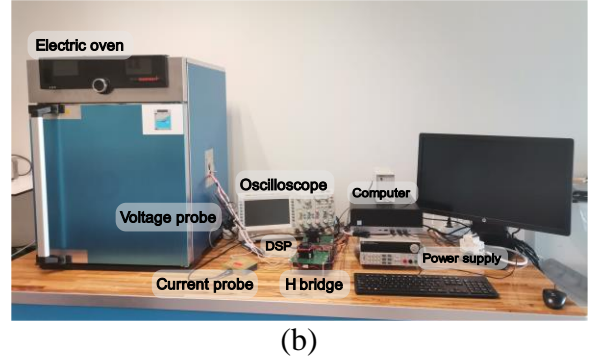 Electric oven
Oscilloscope
Computer
Voltage probe
DSP
Power supply
Current probe
H bridge
(b)